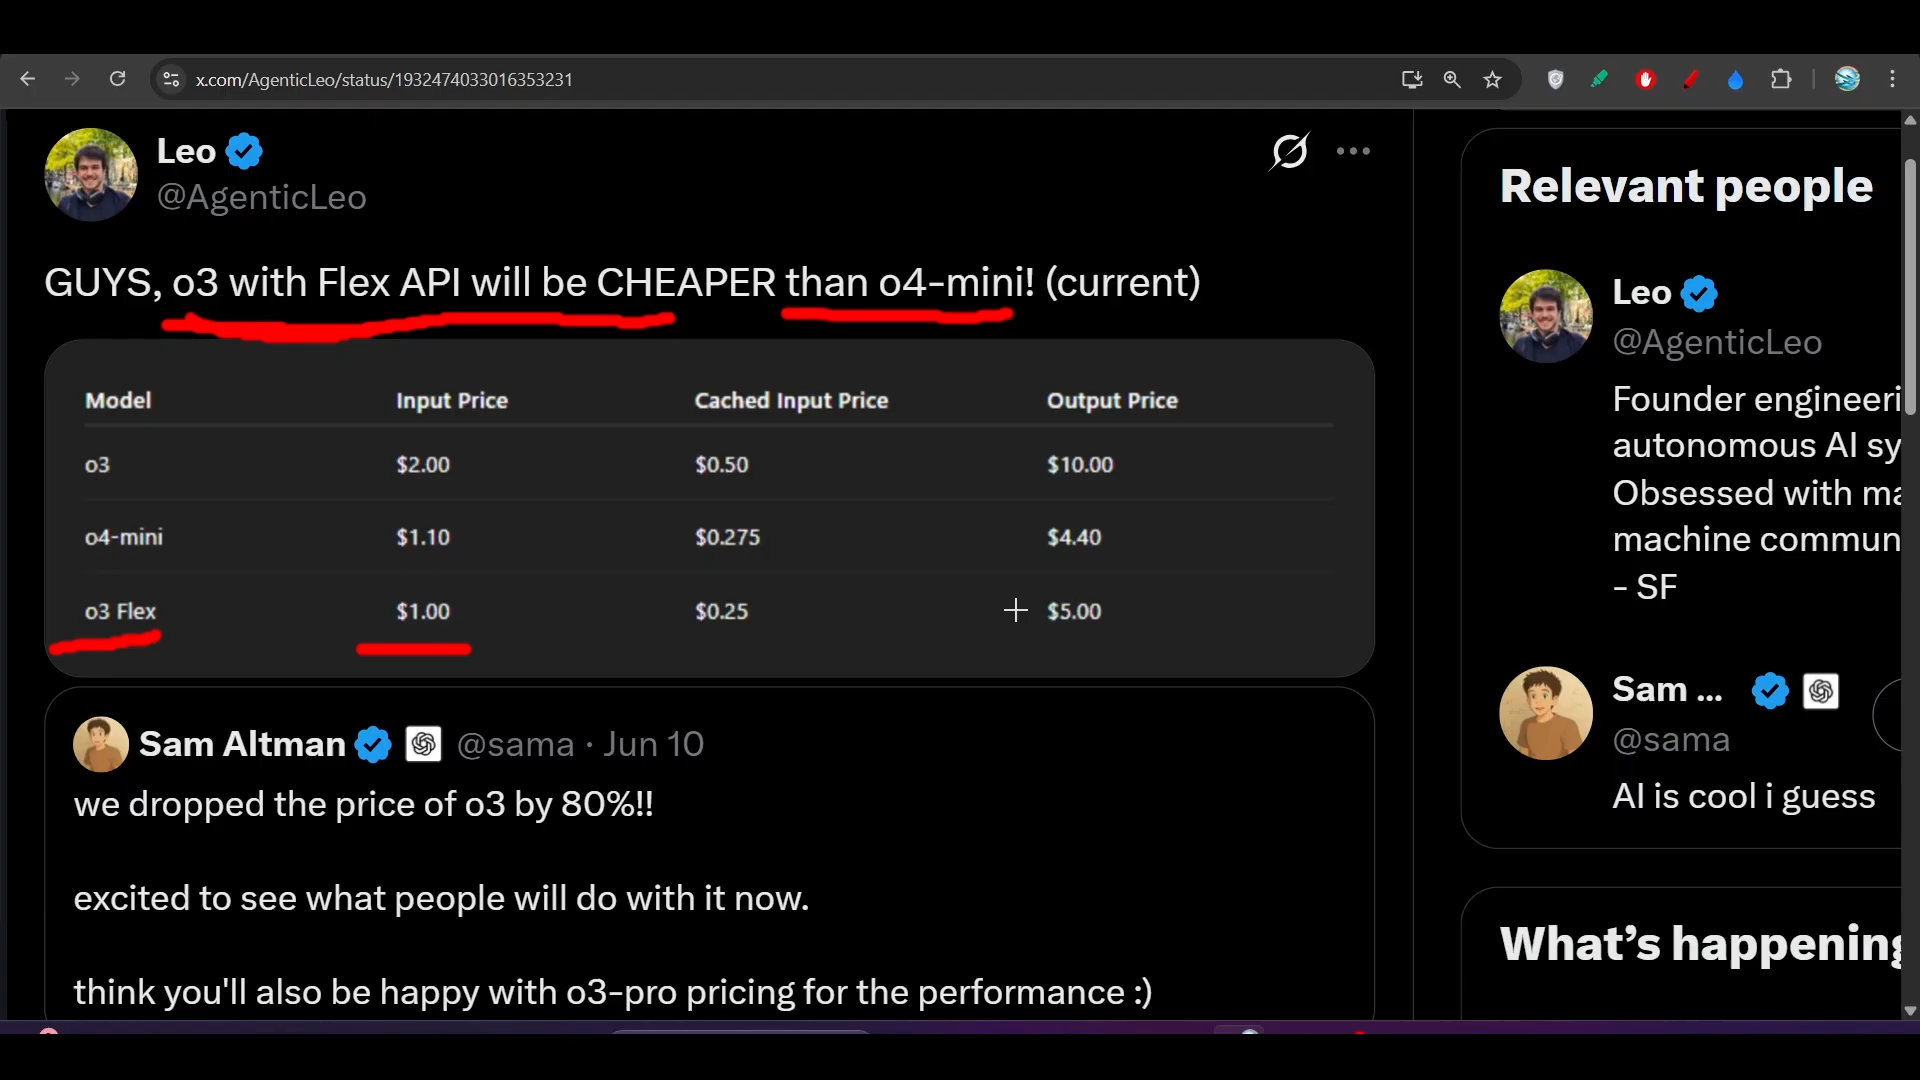 x.com/AgenticLeo/status/1932474033016353231
Leo
@AgenticLeo
GUYS, o3 with Flex API will be CHEAPER than o4-mini! (current)
Model Input Price Cached Input Price Output Price
o3 $2.00 $0.50 $10.00
o4-mini $1.10 $0.275 $4.40
o3 Flex $1.00 $0.25 $5.00
Sam Altman @sama · Jun 10
we dropped the price of o3 by 80%!!
excited to see what people will do with it now.
think you'll also be happy with o3-pro pricing for the performance :)
Relevant people
Leo
@AgenticLeo
Founder engineeri
autonomous AI sy
Obsessed with ma
machine commun
- SF
Sam ...
@sama
AI is cool i guess
What's happening